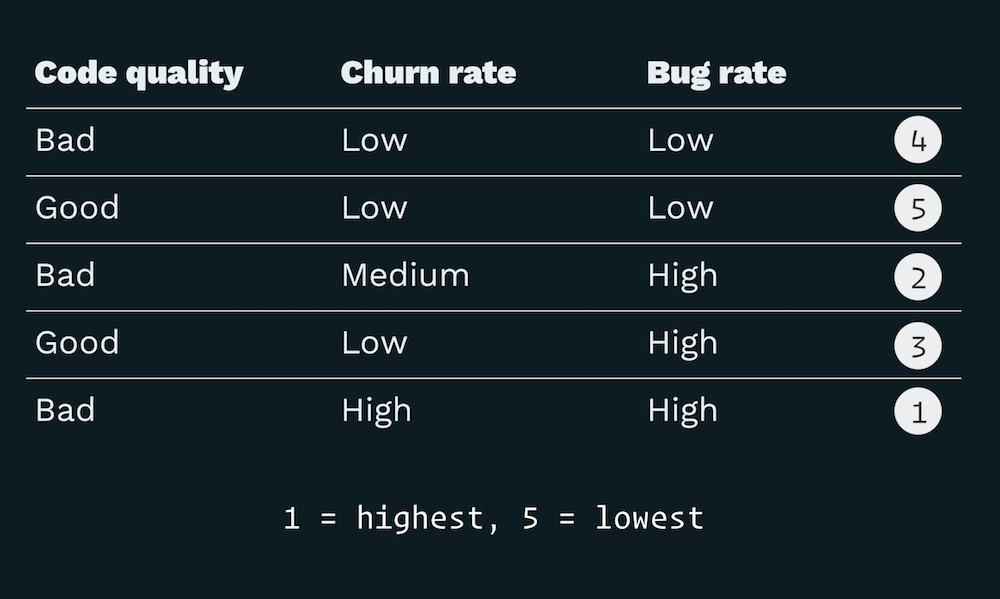 Code quality Churn rate Bug rate
Bad Low Low 4
Good Low Low 5
Bad Medium High 2
Good Low High 3
Bad High High 1
1 = highest, 5 = lowest